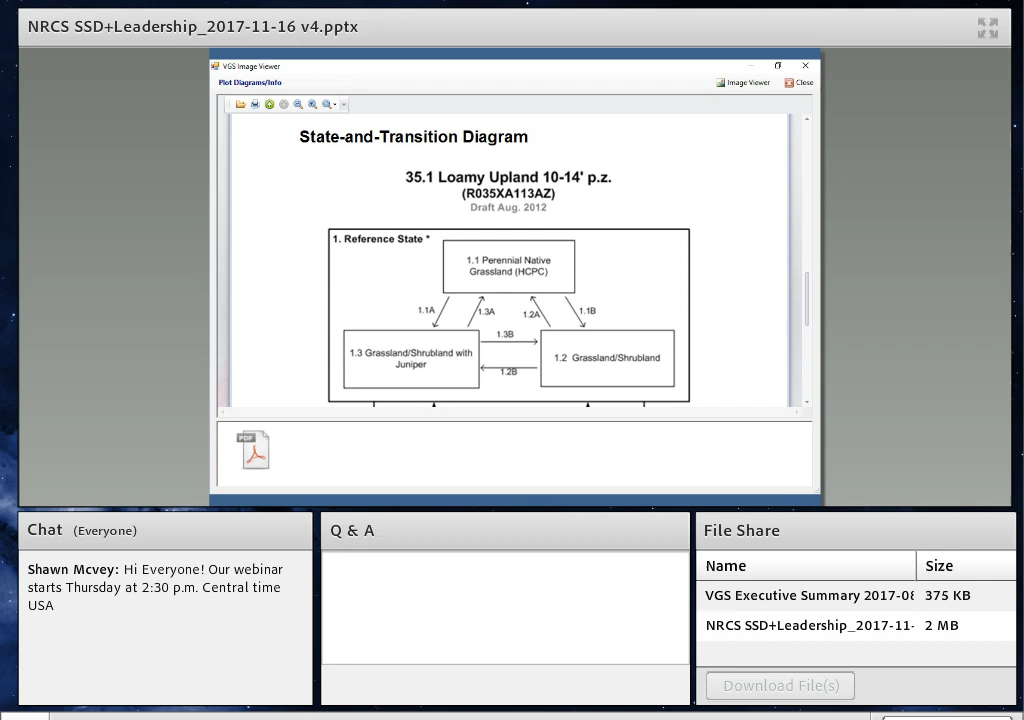 NRCS SSD+Leadership_2017-11-16 v4.pptx
VGS Image Viewer
Plot Diagrams/Info
Image Viewer
Close
State-and-Transition Diagram
35.1 Loamy Upland 10-14' p.z.
(R035XA113AZ)
Draft Aug. 2012
1. Reference State *
1.1 Perennial Native
Grassland (HCPC)
1.1A
1.3A
1.2A
1.1B
1.3 Grassland/Shrubland with
Juniper
1.3B
1.2B
1.2 Grassland/Shrubland
PDF
Chat (Everyone)
Shawn Mcvey: Hi Everyone! Our webinar
starts Thursday at 2:30 p.m. Central time
USA
Q & A
File Share
Name Size
VGS Executive Summary 2017-08 375 KB
NRCS SSD+Leadership_2017-11- 2 MB
Download File(s)